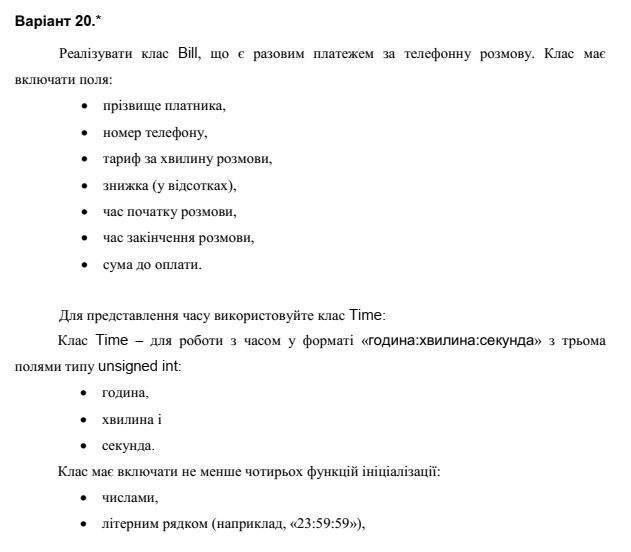 Варіант 20.*
Реалізувати клас Bill, що є разовим платежем за телефонну розмову. Клас має
включати поля:
• прізвище платника,
• номер телефону,
• тариф за хвилину розмови,
• знижка (у відсотках),
• час початку розмови,
• час закінчення розмови,
• сума до оплати.
Для представлення часу використовуйте клас Time:
Клас Time – для роботи з часом у форматі «година:хвилина:секунда» з трьома
полями типу unsigned int:
• година,
• хвилина і
• секунда.
Клас має включати не менше чотирьох функцій ініціалізації:
• числами,
• літерним рядком (наприклад, «23:59:59»),